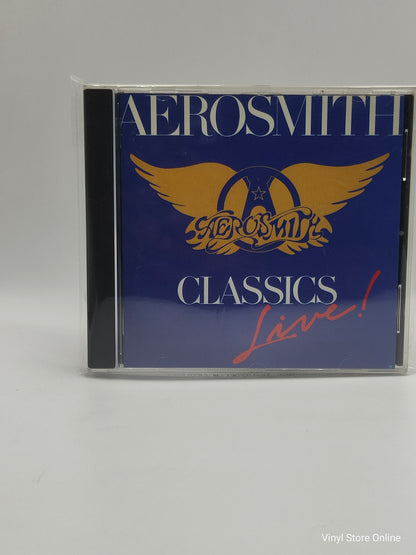 AEROSMITH
AEROSMITH
CLASSICS
Live!
Vinyl Store Online